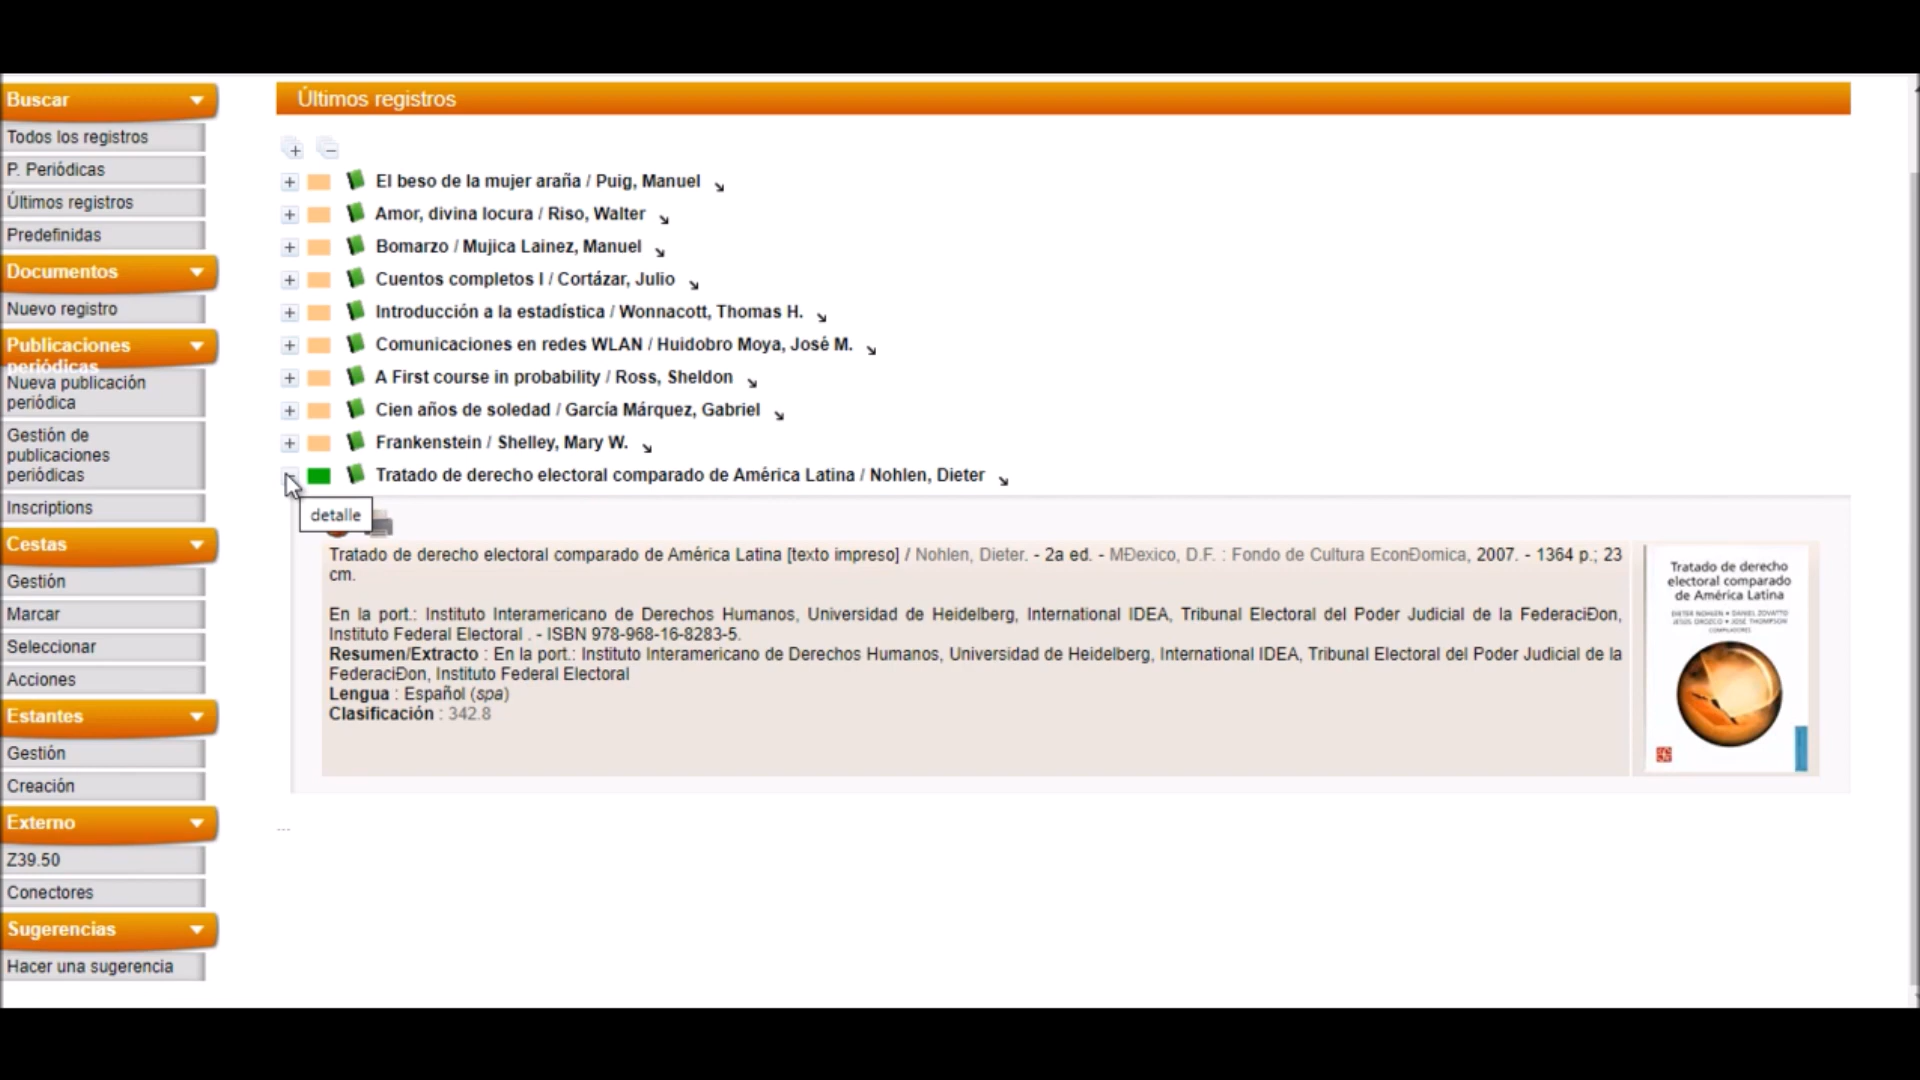 Buscar
Todos los registros
P. Periódicas
Últimos registros
Predefinidas
Documentos
Nuevo registro
Publicaciones
periódicas
Nueva publicación
periódica
Gestión de
publicaciones
periódicas
Inscriptions
Cestas
Gestión
Marcar
Seleccionar
Acciones
Estantes
Gestión
Creación
Externo
Z39.50
Conectores
Sugerencias
Hacer una sugerencia
Últimos registros
El beso de la mujer araña / Puig, Manuel
Amor, divina locura / Riso, Walter
Bomarzo / Mujica Lainez, Manuel
Cuentos completos I / Cortázar, Julio
Introducción a la estadística / Wonnacott, Thomas H.
Comunicaciones en redes WLAN / Huidobro Moya, José M.
A First course in probability / Ross, Sheldon
Cien años de soledad / García Márquez, Gabriel
Frankenstein / Shelley, Mary W.
Tratado de derecho electoral comparado de América Latina / Nohlen, Dieter
detalle
Tratado de derecho electoral comparado de América Latina [texto impreso] / Nohlen, Dieter. - 2a ed. - MÐexico, D.F. : Fondo de Cultura EconÐomica, 2007. - 1364 p.; 23
cm.
En la port.: Instituto Interamericano de Derechos Humanos, Universidad de Heidelberg, International IDEA, Tribunal Electoral del Poder Judicial de la FederaciÐon,
Instituto Federal Electoral . - ISBN 978-968-16-8283-5.
Resumen/Extracto : En la port.: Instituto Interamericano de Derechos Humanos, Universidad de Heidelberg, International IDEA, Tribunal Electoral del Poder Judicial de la
FederaciÐon, Instituto Federal Electoral
Lengua : Español (spa)
Clasificación : 342.8
Tratado de derecho
electoral comparado
de América Latina
DIETER NOHLEN • DANIEL ZOVATTO
JESÚS OROZCO • JOSÉ THOMPSON
COMPILADORES
---